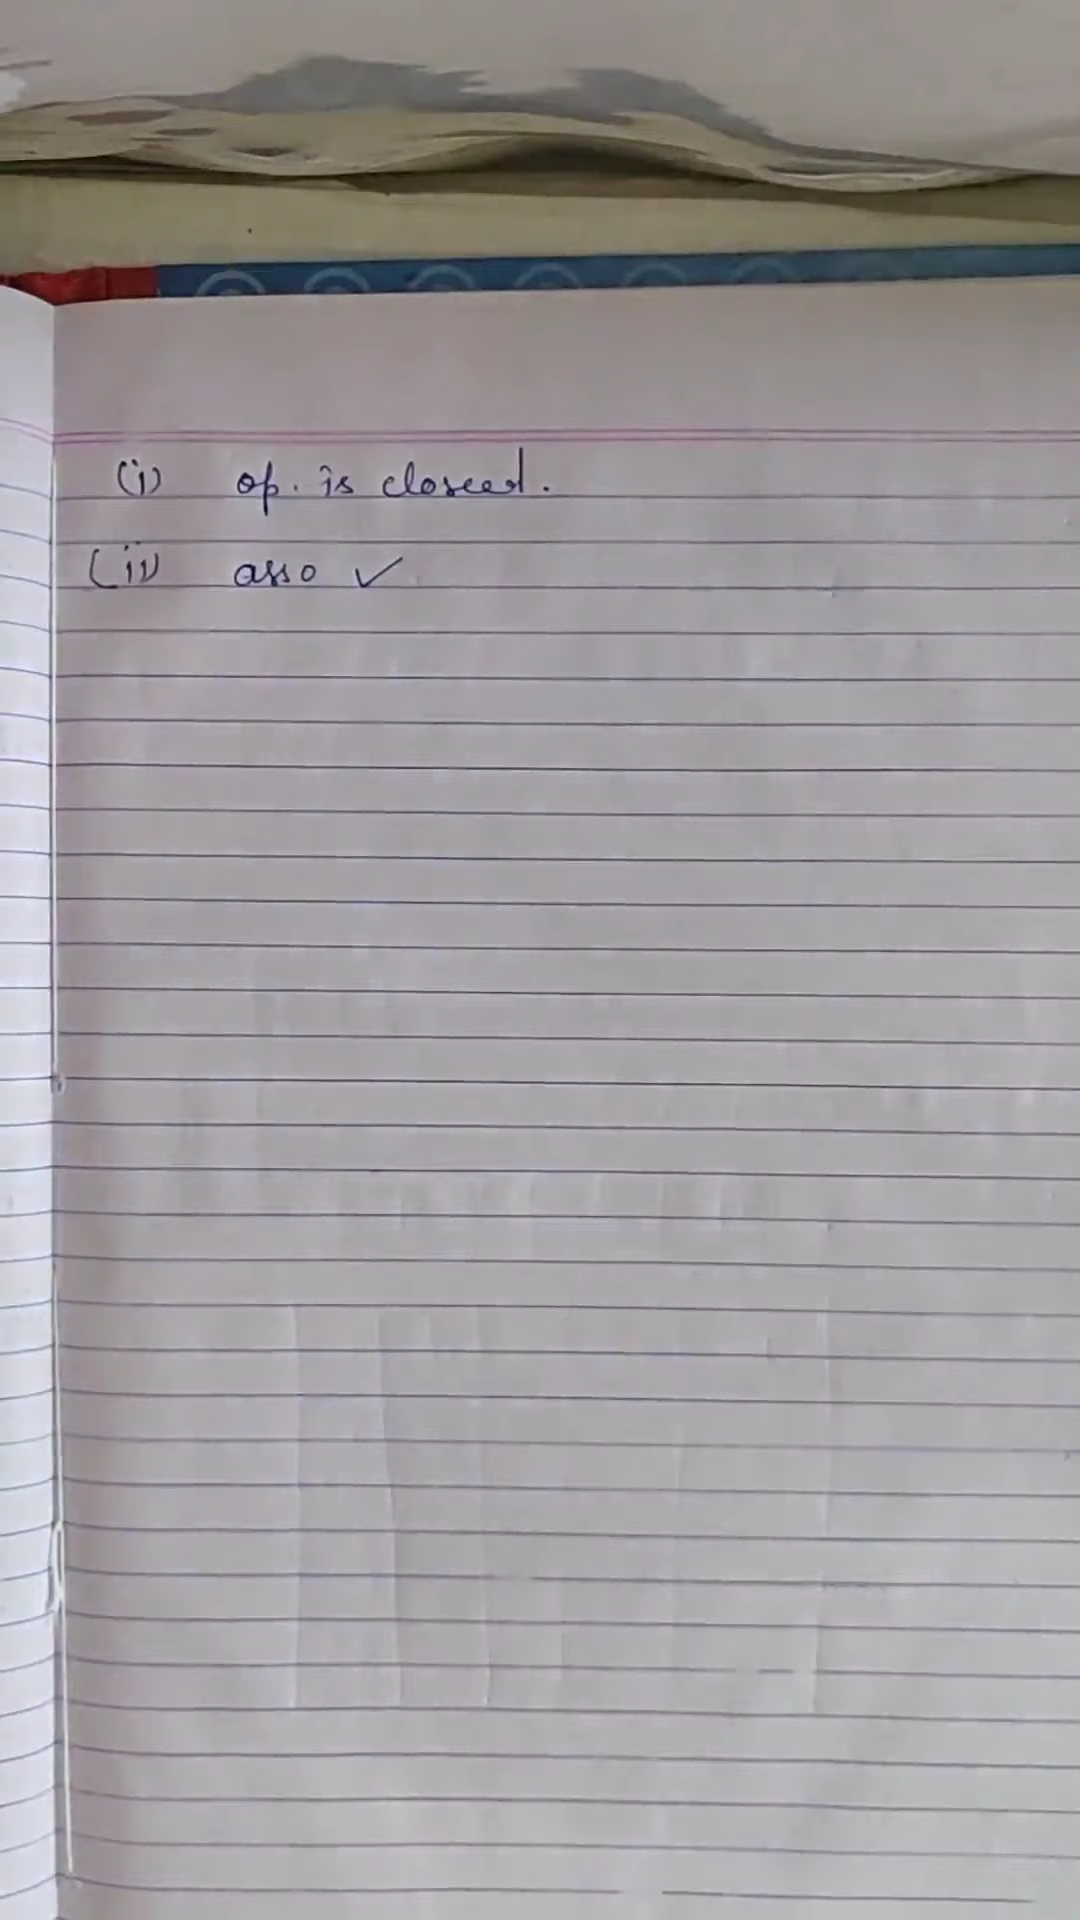 (i) op. is closed.
(ii) asso ✓